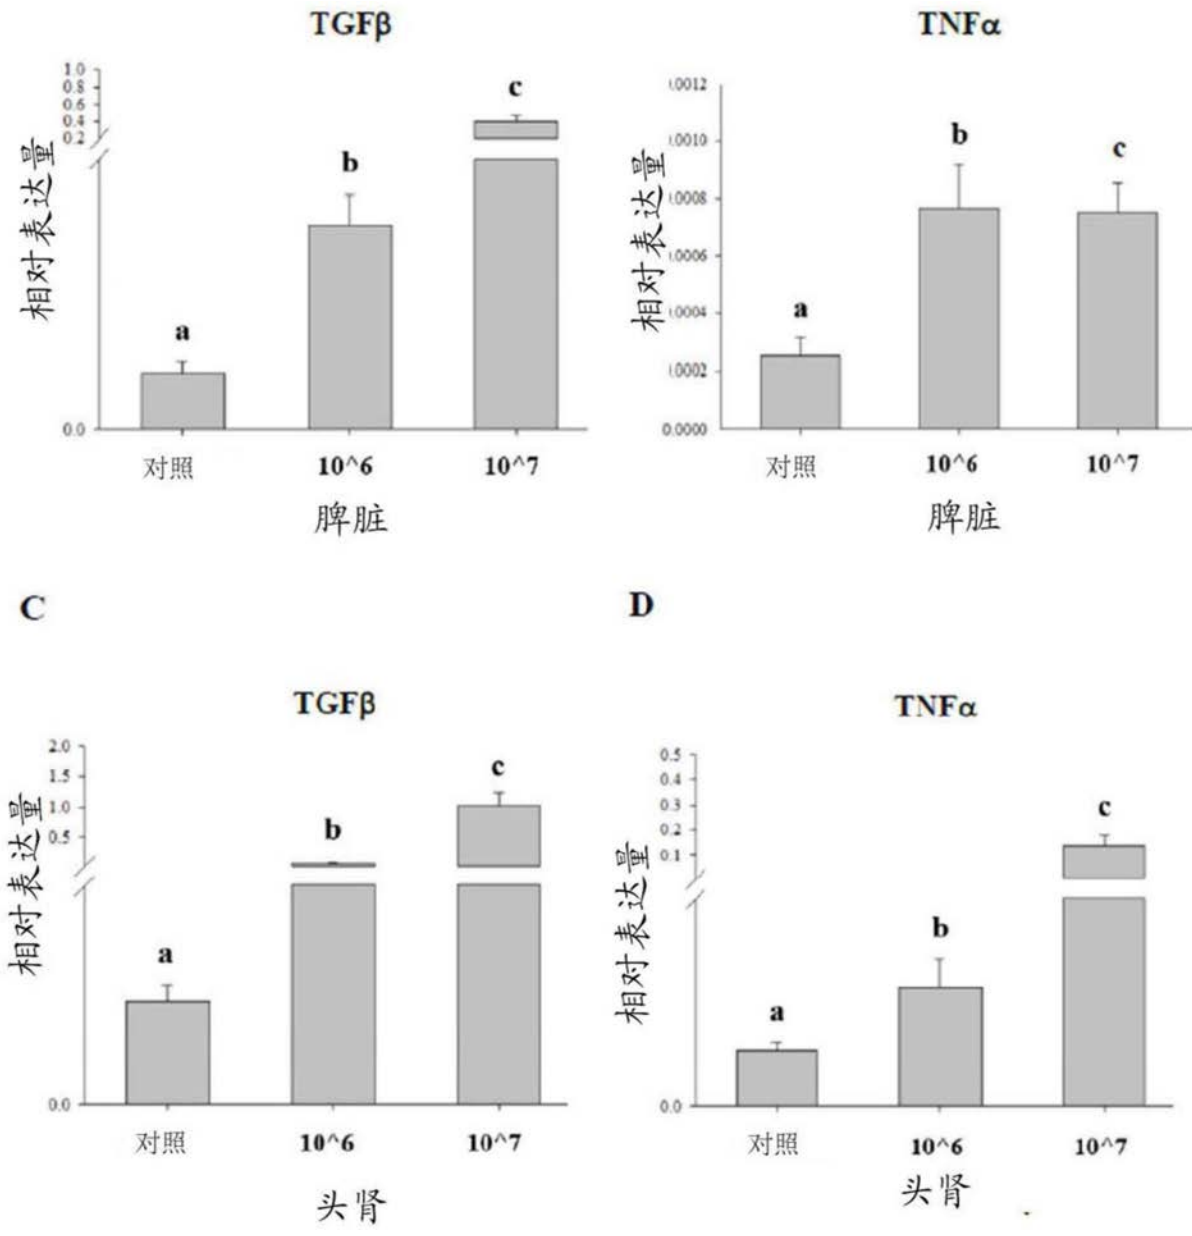 TGFβ
TNFα
1.0
0.8
0.6
0.4
0.2
0.0
相对表达量
a
b
c
对照
10^6
10^7
脾脏
.0012
.0010
.0008
.0006
.0004
.0002
0.0000
相对表达量
a
b
c
对照
10^6
10^7
脾脏
C
D
TGFβ
2.0
1.5
1.0
0.5
0.0
相对表达量
a
b
c
对照
10^6
10^7
头肾
TNFα
0.5
0.4
0.3
0.2
0.1
0.0
相对表达量
a
b
c
对照
10^6
10^7
头肾